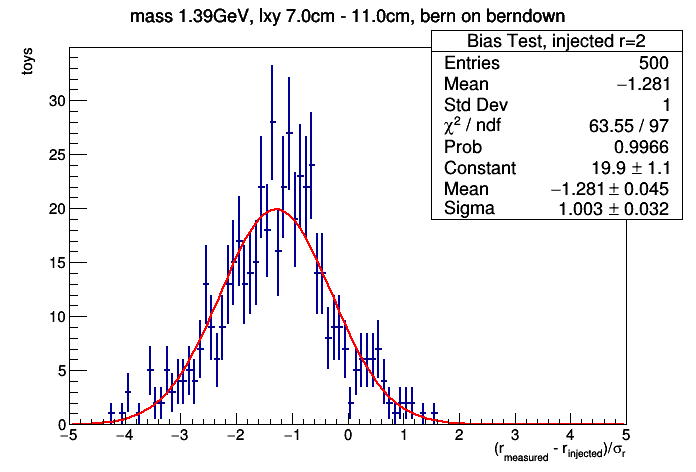 mass 1.39GeV, lxy 7.0cm - 11.0cm, bern on berndown
Bias Test, injected r=2
Entries 500
Mean −1.281
Std Dev 1
χ² / ndf 63.55 / 97
Prob 0.9966
Constant 19.9 ± 1.1
Mean −1.281 ± 0.045
Sigma 1.003 ± 0.032
toys
30
25
20
15
10
5
0
−5 −4 −3 −2 −1 0 1 2 3 4 5
(r_measured - r_injected)/σ_r